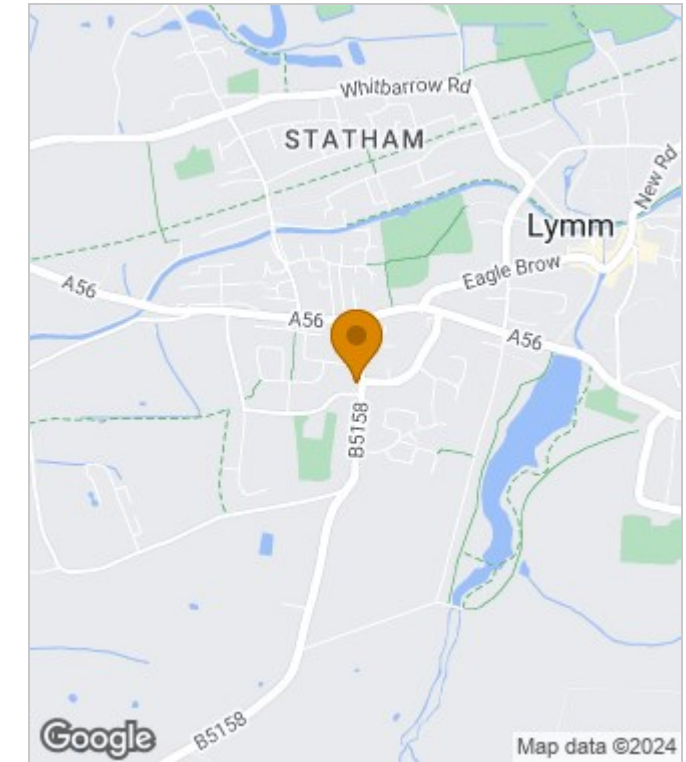 Whitbarrow Rd
STATHAM
New Rd
Lymm
Eagle Brow
A56
A56
A56
B5158
B5158
Google
Map data ©2024